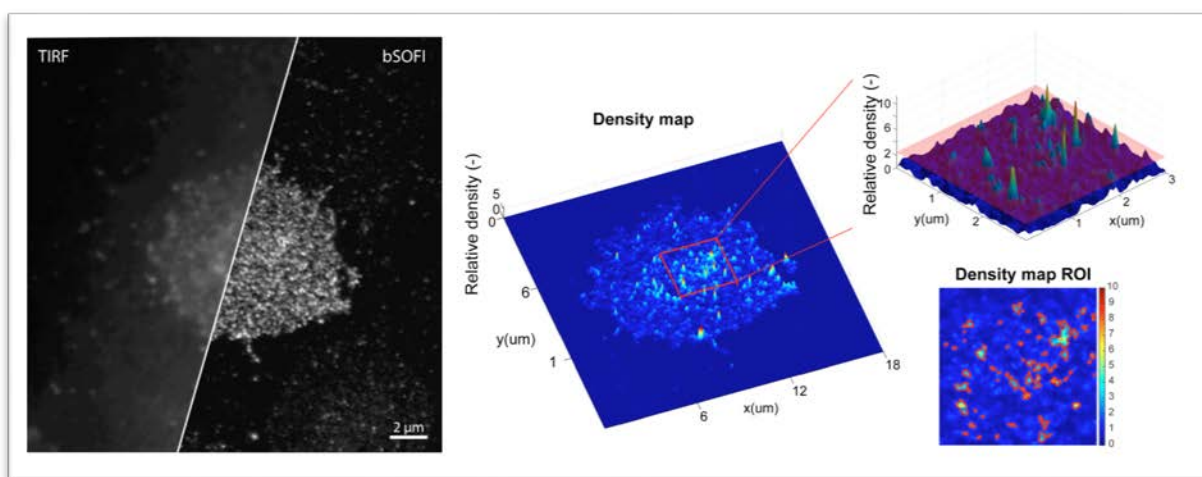 TIRF
bSOFI
2 µm
Density map
Relative density (-)
5
0
0
6
1
y(um)
6
12
18
x(um)
Relative density (-)
10
6
2
0
1
2
y(um)
1
2
3
x(um)
Density map ROI
10
9
8
7
6
5
4
3
2
1
0